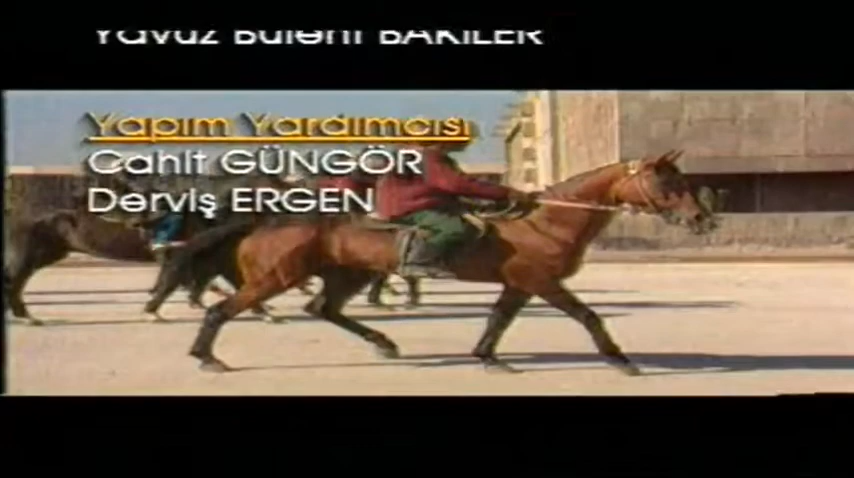 Yavuz Bülent BAKİLER
Yapım Yardımcısı
Cahit GÜNGÖR
Derviş ERGEN